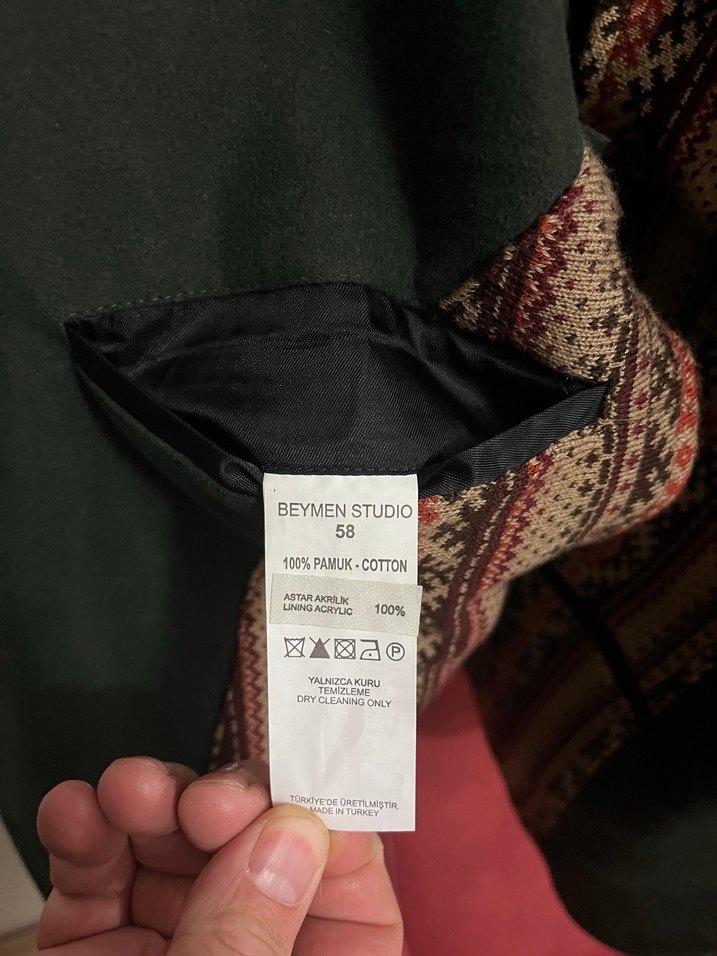 BEYMEN STUDIO
58
100% PAMUK - COTTON
ASTAR AKRİLİK
LINING ACRYLIC 100%
P
YALNIZCA KURU
TEMİZLEME
DRY CLEANING ONLY
TÜRKİYE'DE ÜRETİLMİŞTİR.
MADE IN TURKEY